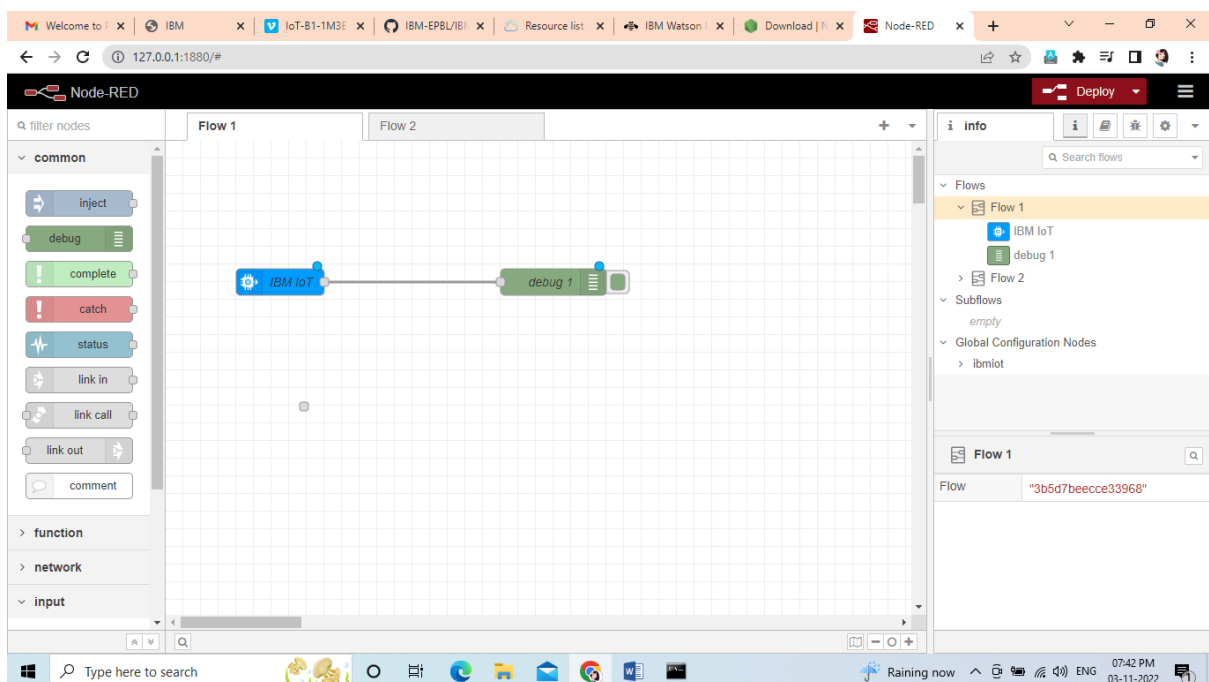 Welcome to P
IBM
IoT-B1-1M3E
IBM-EPBL/IBM
Resource list
IBM Watson I
Download | N
Node-RED
127.0.0.1:1880/#
Node-RED
Deploy
filter nodes
Flow 1
Flow 2
i info
i
common
Search flows
inject
debug
complete
catch
status
link in
link call
link out
comment
function
network
input
IBM IoT
debug 1
Flows
Flow 1
IBM IoT
debug 1
Flow 2
Subflows
empty
Global Configuration Nodes
ibmiot
Flow 1
Flow "3b5d7beecce33968"
Type here to search
Raining now
ENG
07:42 PM
03-11-2022
1